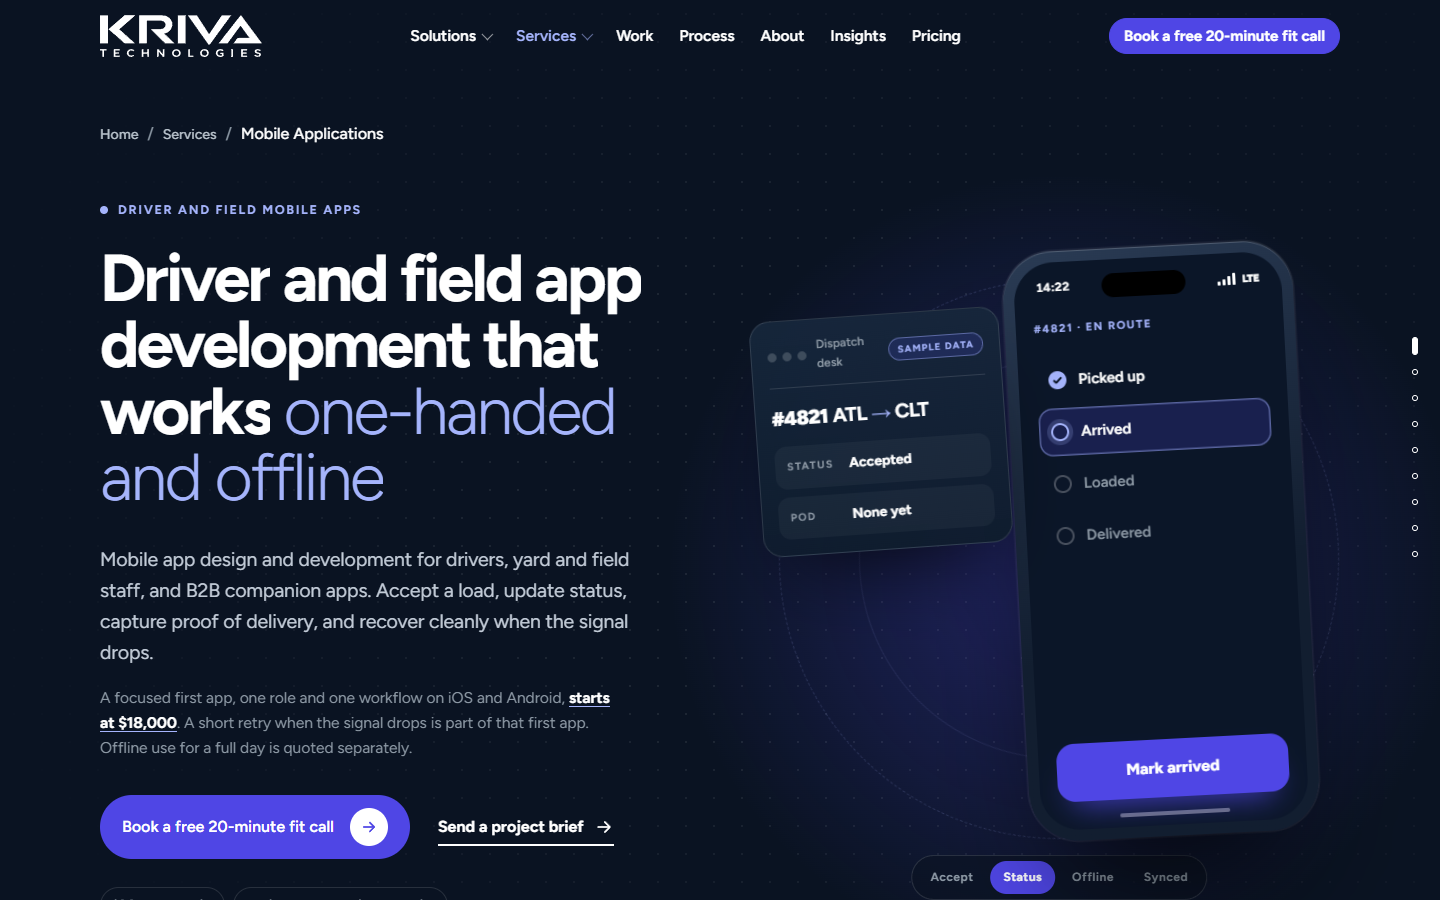 KRIVA
TECHNOLOGIES
Solutions
Services
Work
Process
About
Insights
Pricing
Book a free 20-minute fit call
Home / Services / Mobile Applications
DRIVER AND FIELD MOBILE APPS
Driver and field app
development that
works one-handed
and offline
Mobile app design and development for drivers, yard and field
staff, and B2B companion apps. Accept a load, update status,
capture proof of delivery, and recover cleanly when the signal
drops.
A focused first app, one role and one workflow on iOS and Android, starts
at $18,000. A short retry when the signal drops is part of that first app.
Offline use for a full day is quoted separately.
Book a free 20-minute fit call
Send a project brief →
Dispatch
desk
SAMPLE DATA
#4821 ATL → CLT
STATUS Accepted
POD None yet
14:22
LTE
#4821 · EN ROUTE
Picked up
Arrived
Loaded
Delivered
Mark arrived
Accept
Status
Offline
Synced